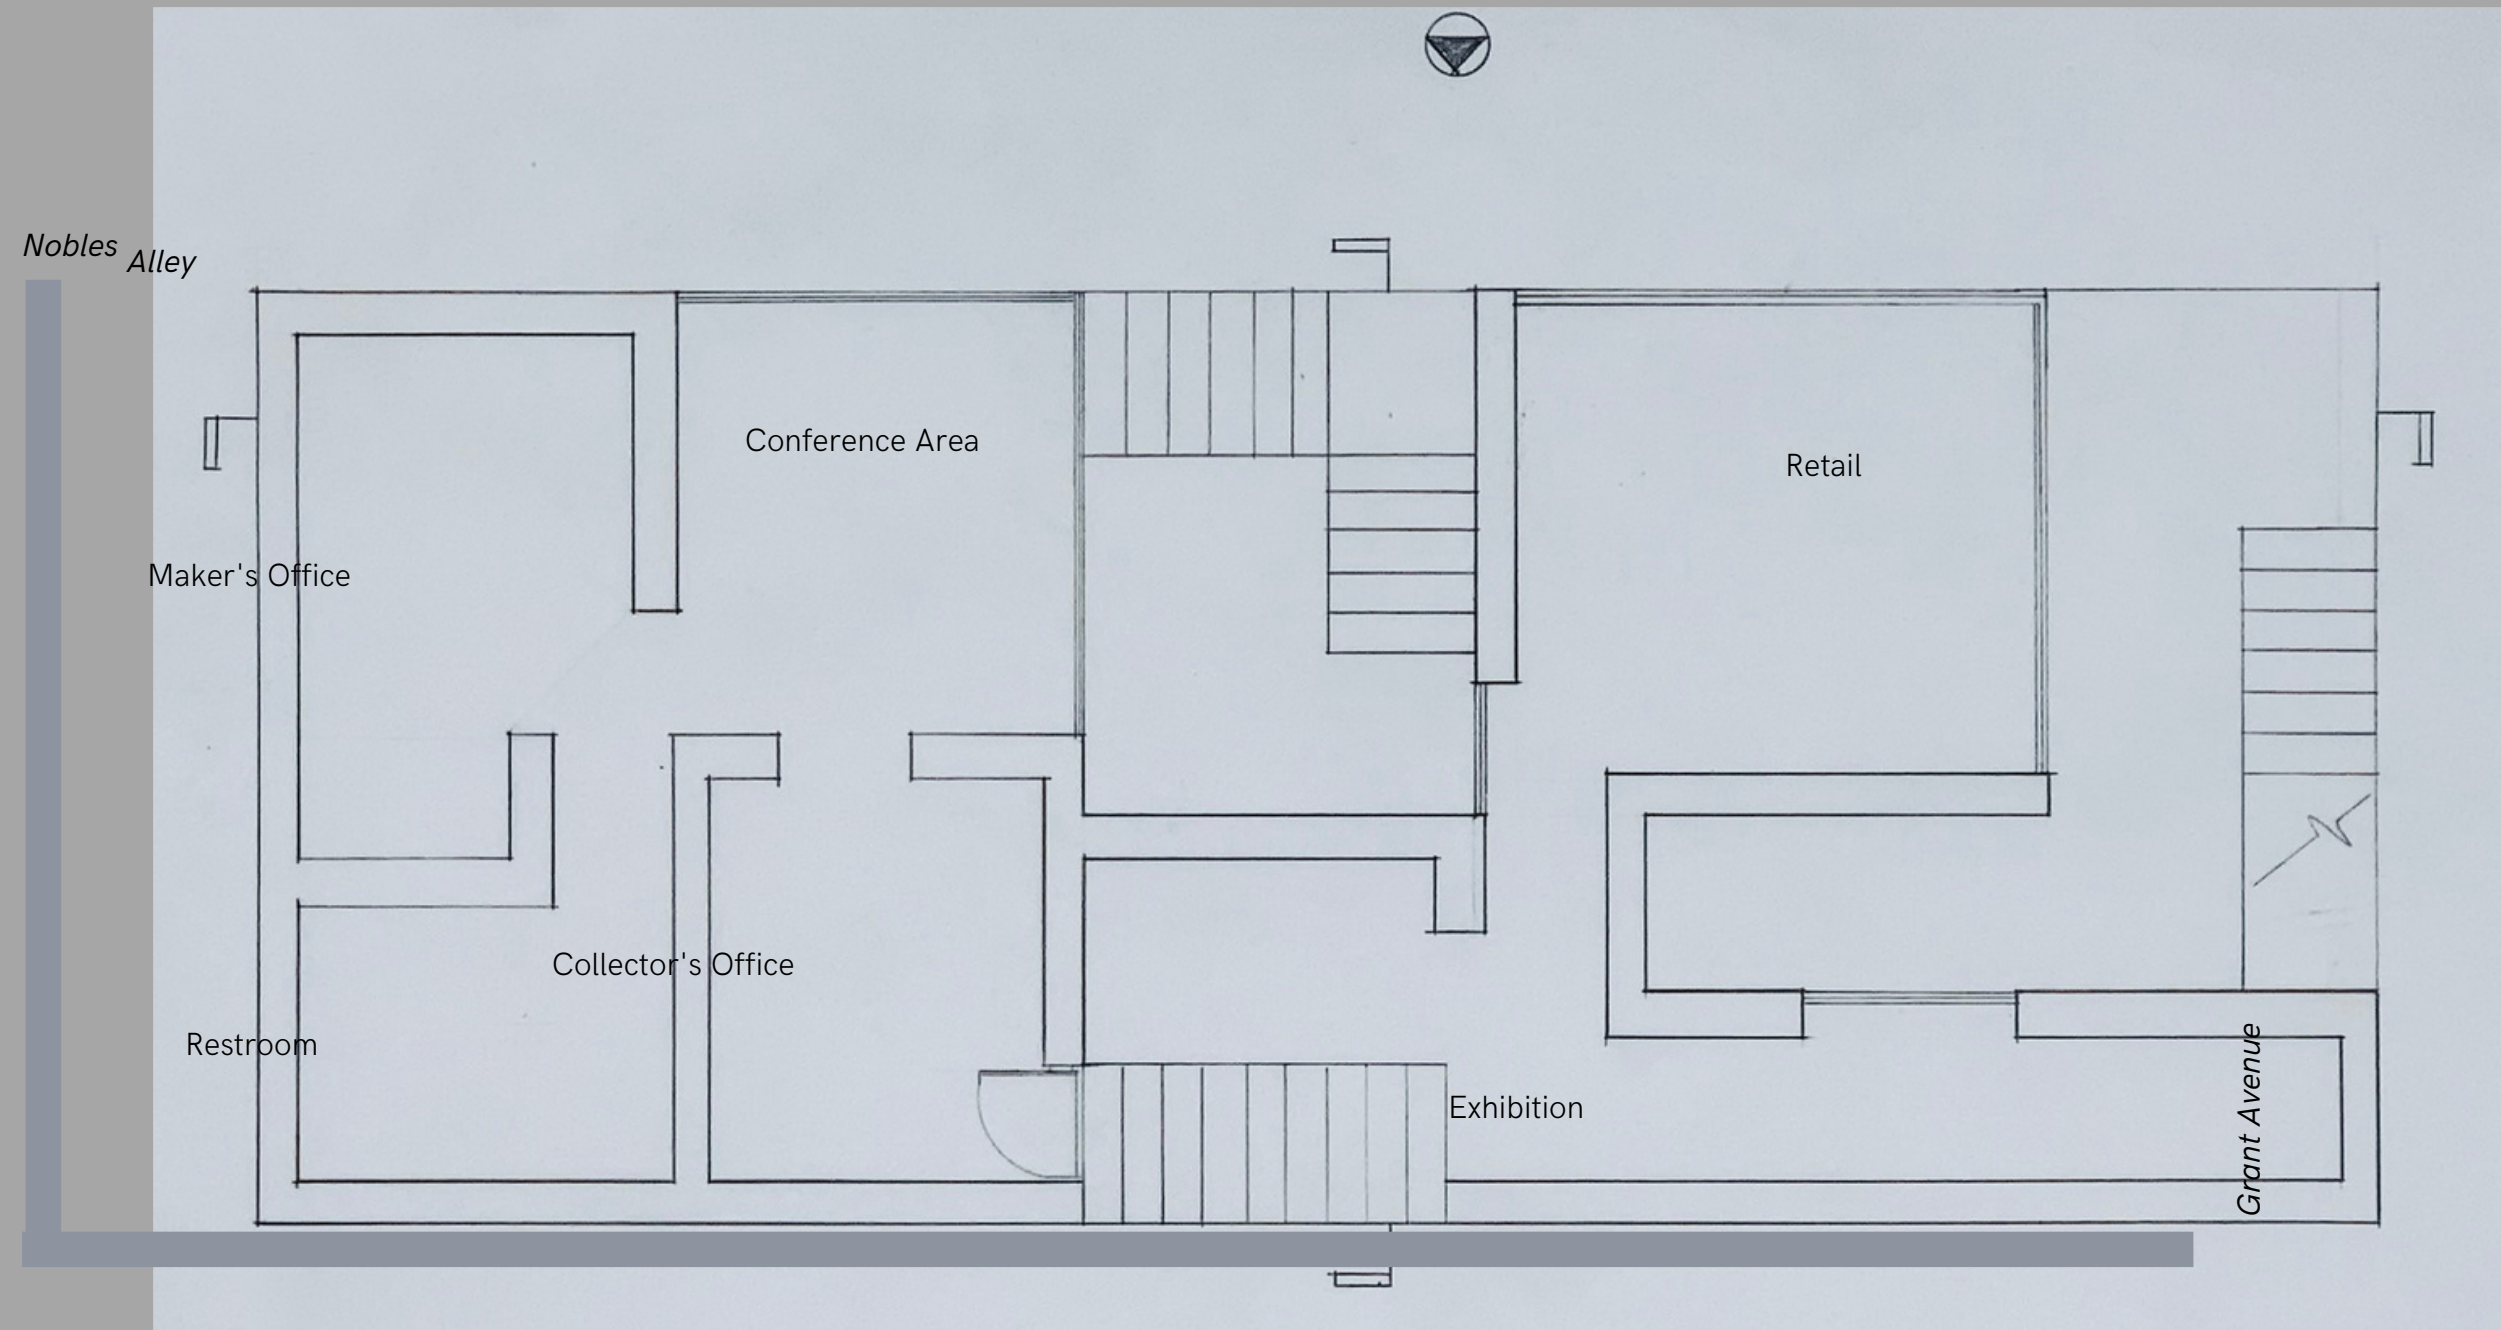 Nobles
Alley
Conference Area
Retail
Maker's Office
Collector's Office
Restroom
Exhibition
Grant Avenue